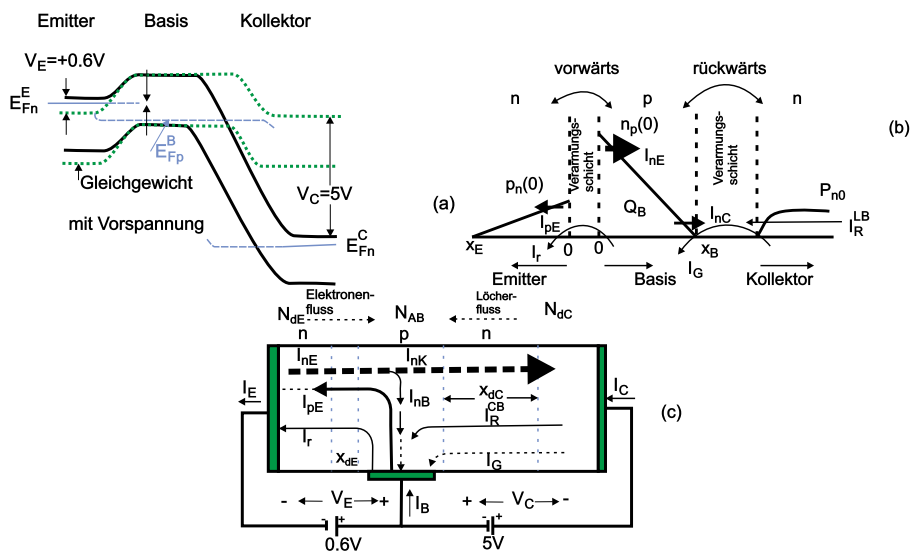 Emitter Basis Kollektor
V_E=+0.6V
E_Fn^E
E_Fp^B
Gleichgewicht
V_C=5V
mit Vorspannung
E_Fn^C
(a)
vorwärts rückwärts
n p n
(b)
Verarmungs-
schicht
n_p(0)
I_nE
Verarmungs-
schicht
p_n(0)
I_pE
Q_B
I_nC
P_n0
I_R^LB
x_E I_r 0 0 I_G x_B
Emitter Basis Kollektor
N_dE
Elektronen-
fluss
N_AB
Löcher-
fluss
N_dC
n p n
I_nE I_nK
I_E
I_pE
I_nB
x_dC
I_C
(c)
I_R^CB
I_r
x_dE
I_G
- V_E + I_B + V_C -
- + - +
0.6V 5V